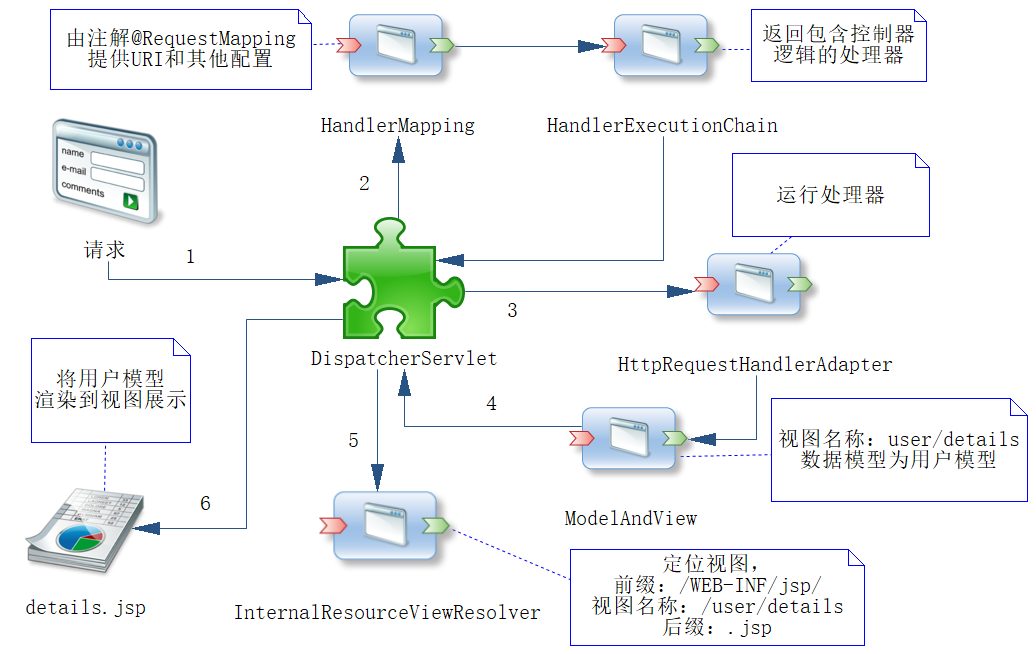 由注解@RequestMapping
提供URI和其他配置
返回包含控制器
逻辑的处理器
HandlerMapping
HandlerExecutionChain
name
e-mail
comments
2
运行处理器
请求
1
3
DispatcherServlet
HttpRequestHandlerAdapter
将用户模型
渲染到视图展示
4
5
视图名称：user/details
数据模型为用户模型
6
ModelAndView
定位视图，
前缀：/WEB-INF/jsp/
视图名称：/user/details
后缀：.jsp
details.jsp
InternalResourceViewResolver